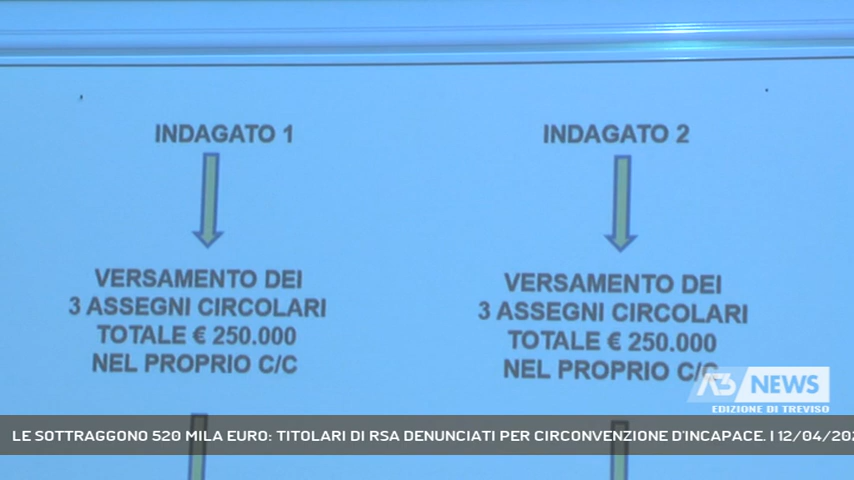 INDAGATO 1
VERSAMENTO DEI
3 ASSEGNI CIRCOLARI
TOTALE € 250.000
NEL PROPRIO C/C
INDAGATO 2
VERSAMENTO DEI
3 ASSEGNI CIRCOLARI
TOTALE € 250.000
NEL PROPRIO C/C
A3 NEWS
EDIZIONE DI TREVISO
LE SOTTRAGGONO 520 MILA EURO: TITOLARI DI RSA DENUNCIATI PER CIRCONVENZIONE D'INCAPACE. | 12/04/202